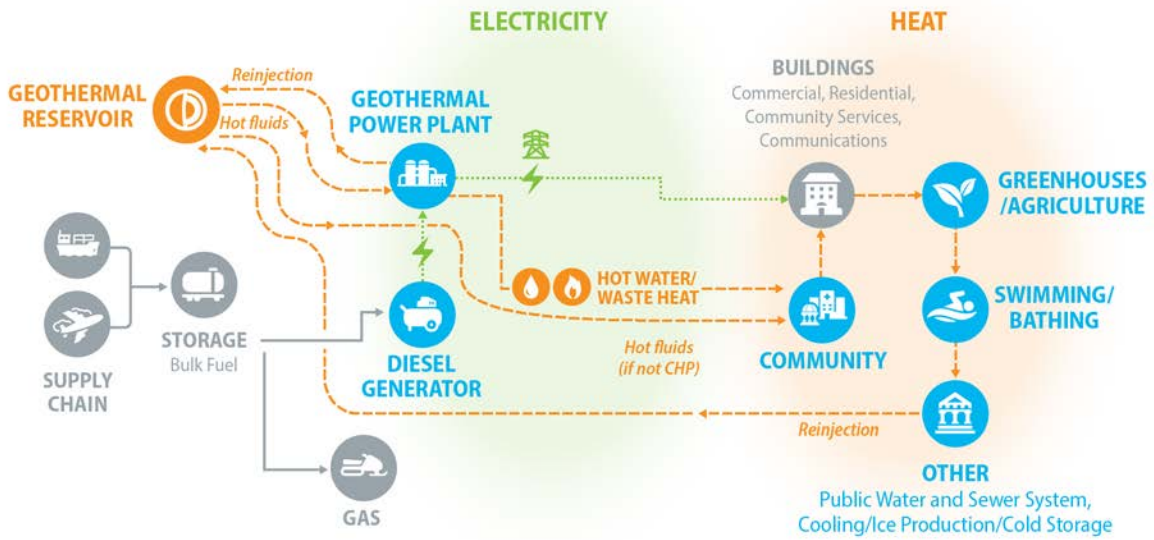 ELECTRICITY
HEAT
Reinjection
GEOTHERMAL
RESERVOIR
Hot fluids
GEOTHERMAL
POWER PLANT
BUILDINGS
Commercial, Residential,
Community Services,
Communications
GREENHOUSES
/AGRICULTURE
HOT WATER/
WASTE HEAT
SWIMMING/
BATHING
STORAGE
Bulk Fuel
SUPPLY
CHAIN
DIESEL
GENERATOR
Hot fluids
(if not CHP)
COMMUNITY
Reinjection
OTHER
Public Water and Sewer System,
Cooling/Ice Production/Cold Storage
GAS